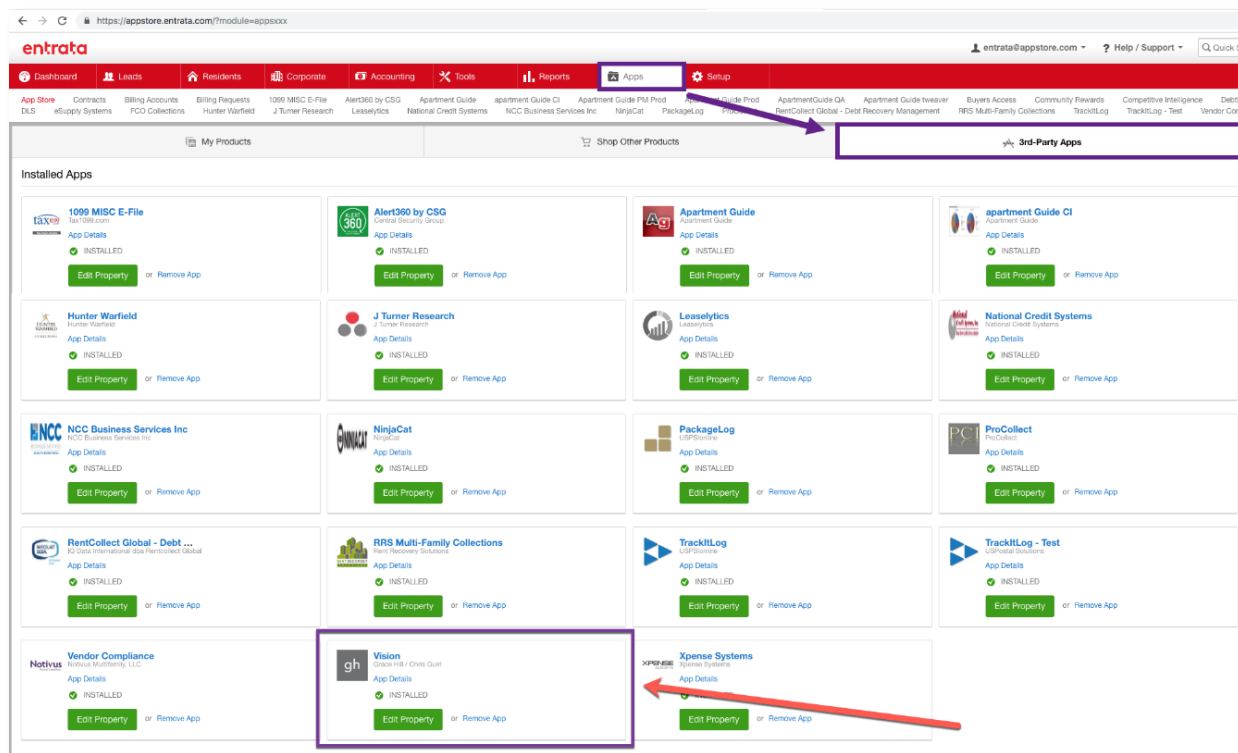 https://appstore.entrata.com/?module=appsxxx
entrata
entrata@appstore.com
? Help / Support
Quick
Dashboard Leads Residents Corporate Accounting Tools Reports Apps Setup
App Store Contracts Billing Accounts Billing Requests 1099 MISC E-File Alert360 by CSG Apartment Guide apartment Guide CI Apartment Guide PM Prod Guide Prod ApartmentGuide QA Apartment Guide tweaver Buyers Access Community Rewards Competitive Intelligence Debt
DLS eSupply Systems FCO Collections Hunter Warfield J Turner Research Leaselytics National Credit Systems NCC Business Services Inc NinjaCat PackageLog RentCollect Global - Debt Recovery Management RRS Multi-Family Collections TrackItLog TrackItLog - Test Vendor Co
My Products Shop Other Products 3rd-Party Apps
Installed Apps
1099 MISC E-File
Tax1099.com
App Details
INSTALLED
Edit Property or Remove App
ALERT
360
Alert360 by CSG
Central Security Group
App Details
INSTALLED
Edit Property or Remove App
Ag
Apartment Guide
Apartment Guide
App Details
INSTALLED
Edit Property or Remove App
apartment Guide CI
Apartment Guide
App Details
INSTALLED
Edit Property or Remove App
Hunter Warfield
Hunter Warfield
App Details
INSTALLED
Edit Property or Remove App
J Turner Research
J Turner Research
App Details
INSTALLED
Edit Property or Remove App
Leaselytics
Leaselytics
App Details
INSTALLED
Edit Property or Remove App
National Credit Systems
National Credit Systems
App Details
INSTALLED
Edit Property or Remove App
NCC
NCC Business Services Inc
NCC Business Services Inc
App Details
INSTALLED
Edit Property or Remove App
NINJACAT
NinjaCat
NinjaCat
App Details
INSTALLED
Edit Property or Remove App
PackageLog
USPSlonline
App Details
INSTALLED
Edit Property or Remove App
PCI
ProCollect
ProCollect
App Details
INSTALLED
Edit Property or Remove App
RentCollect Global - Debt ...
IQ Data International dba Rentcollect Global
App Details
INSTALLED
Edit Property or Remove App
RRS Multi-Family Collections
Rent Recovery Solutions
App Details
INSTALLED
Edit Property or Remove App
TrackItLog
USPSlonline
App Details
INSTALLED
Edit Property or Remove App
TrackItLog - Test
USPostal Solutions
App Details
INSTALLED
Edit Property or Remove App
Notivus
Vendor Compliance
Notivus Multifamily, LLC
App Details
INSTALLED
Edit Property or Remove App
gh
Vision
Grace Hill / Chris Guirl
App Details
INSTALLED
Edit Property or Remove App
XPENSE
Xpense Systems
Xpense Systems
App Details
Edit Property or Remove App